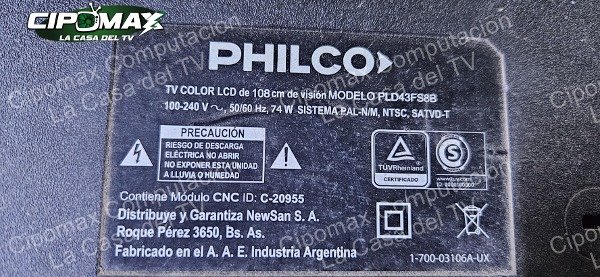 CIPOMAX
LA CASA DEL TV
PHILCO
TV COLOR LCD de 108 cm de visión MODELO PLD43FS8B
100-240 V ~, 50/60 Hz, 74 W SISTEMA PAL-N/M, NTSC, SATVD-T
PRECAUCIÓN
RIESGO DE DESCARGA
ELÉCTRICA NO ABRIR
NO EXPONER ESTA UNIDAD
A LLUVIA O HUMEDAD
TÜVRheinland
CERTIFICADO
S
Contiene Módulo CNC ID: C-20955
Distribuye y Garantiza NewSan S. A.
Roque Pérez 3650, Bs. As.
Fabricado en el A. A. E. Industria Argentina
1-700-03106A-UX
Cipomax Computacion
La Casa del TV